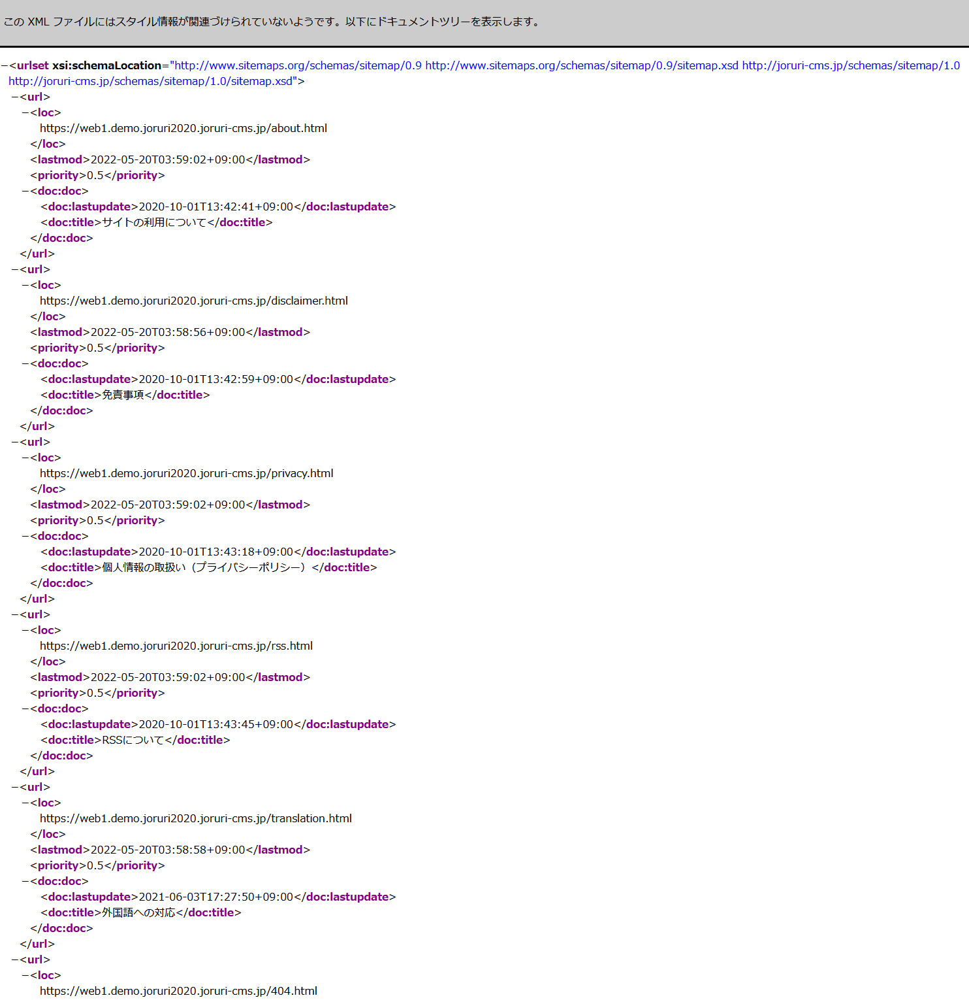 この XML ファイルにはスタイル情報が関連づけられていないようです。以下にドキュメントツリーを表示します。
−<urlset xsi:schemaLocation="http://www.sitemaps.org/schemas/sitemap/0.9 http://www.sitemaps.org/schemas/sitemap/0.9/sitemap.xsd http://joruri-cms.jp/schemas/sitemap/1.0
http://joruri-cms.jp/schemas/sitemap/1.0/sitemap.xsd">
−<url>
−<loc>
https://web1.demo.joruri2020.joruri-cms.jp/about.html
</loc>
<lastmod>2022-05-20T03:59:02+09:00</lastmod>
<priority>0.5</priority>
−<doc:doc>
<doc:lastupdate>2020-10-01T13:42:41+09:00</doc:lastupdate>
<doc:title>サイトの利用について</doc:title>
</doc:doc>
</url>
−<url>
−<loc>
https://web1.demo.joruri2020.joruri-cms.jp/disclaimer.html
</loc>
<lastmod>2022-05-20T03:58:56+09:00</lastmod>
<priority>0.5</priority>
−<doc:doc>
<doc:lastupdate>2020-10-01T13:42:59+09:00</doc:lastupdate>
<doc:title>免責事項</doc:title>
</doc:doc>
</url>
−<url>
−<loc>
https://web1.demo.joruri2020.joruri-cms.jp/privacy.html
</loc>
<lastmod>2022-05-20T03:59:02+09:00</lastmod>
<priority>0.5</priority>
−<doc:doc>
<doc:lastupdate>2020-10-01T13:43:18+09:00</doc:lastupdate>
<doc:title>個人情報の取扱い（プライバシーポリシー）</doc:title>
</doc:doc>
</url>
−<url>
−<loc>
https://web1.demo.joruri2020.joruri-cms.jp/rss.html
</loc>
<lastmod>2022-05-20T03:59:02+09:00</lastmod>
<priority>0.5</priority>
−<doc:doc>
<doc:lastupdate>2020-10-01T13:43:45+09:00</doc:lastupdate>
<doc:title>RSSについて</doc:title>
</doc:doc>
</url>
−<url>
−<loc>
https://web1.demo.joruri2020.joruri-cms.jp/translation.html
</loc>
<lastmod>2022-05-20T03:58:58+09:00</lastmod>
<priority>0.5</priority>
−<doc:doc>
<doc:lastupdate>2021-06-03T17:27:50+09:00</doc:lastupdate>
<doc:title>外国語への対応</doc:title>
</doc:doc>
</url>
−<url>
−<loc>
https://web1.demo.joruri2020.joruri-cms.jp/404.html